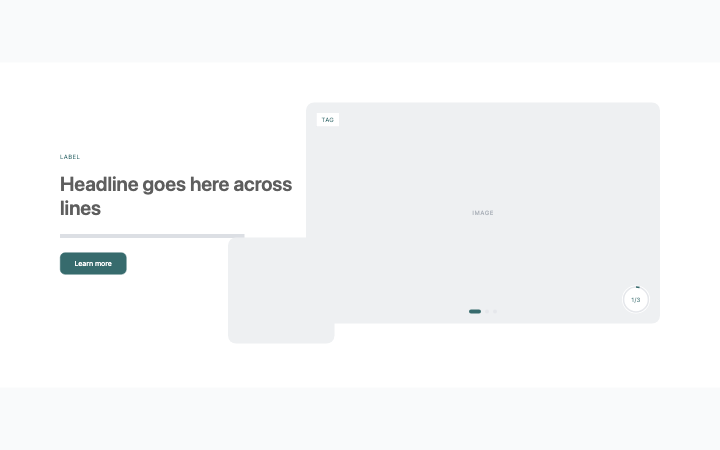 TAG
LABEL
Headline goes here across
lines
Learn more
IMAGE
1/3